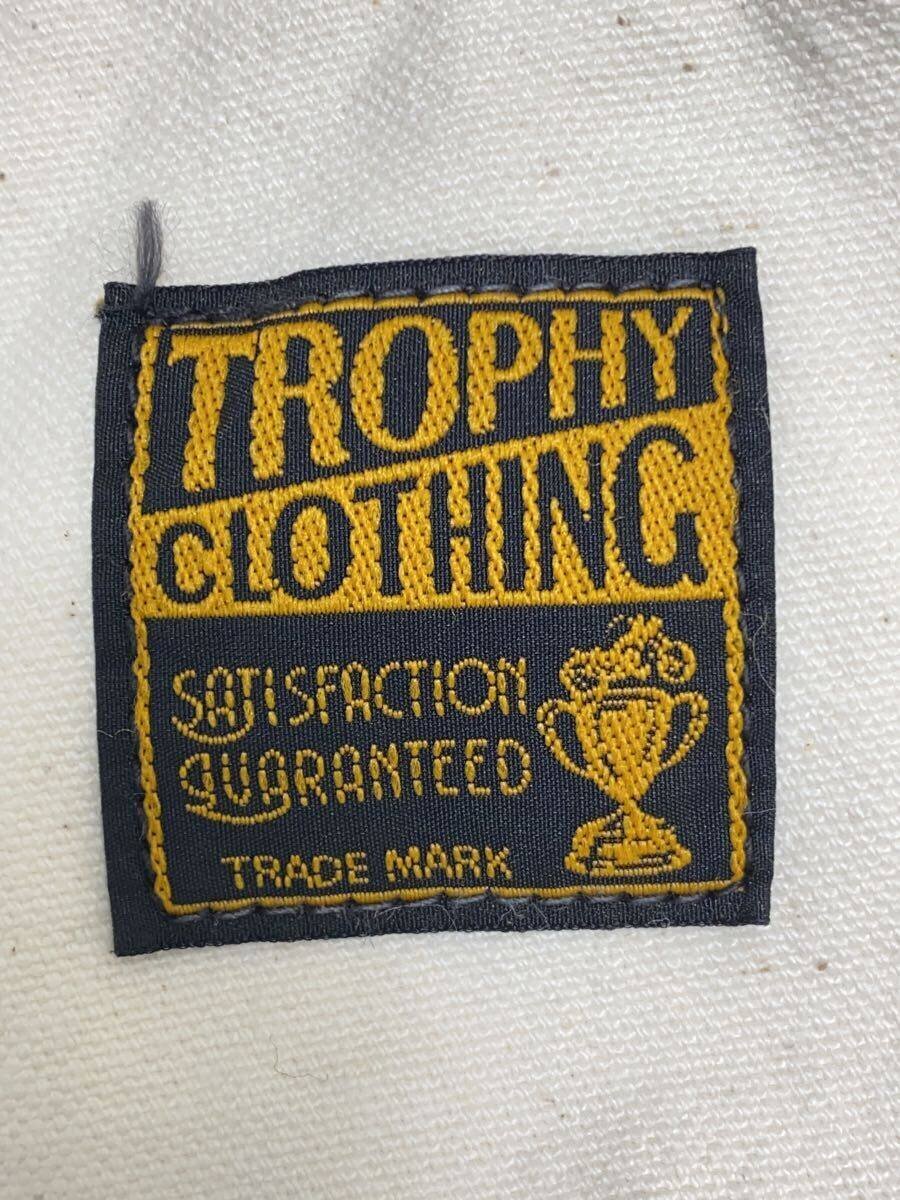 TROPHY
CLOTHING
SATISFACTION
GUARANTEED
TRADE MARK